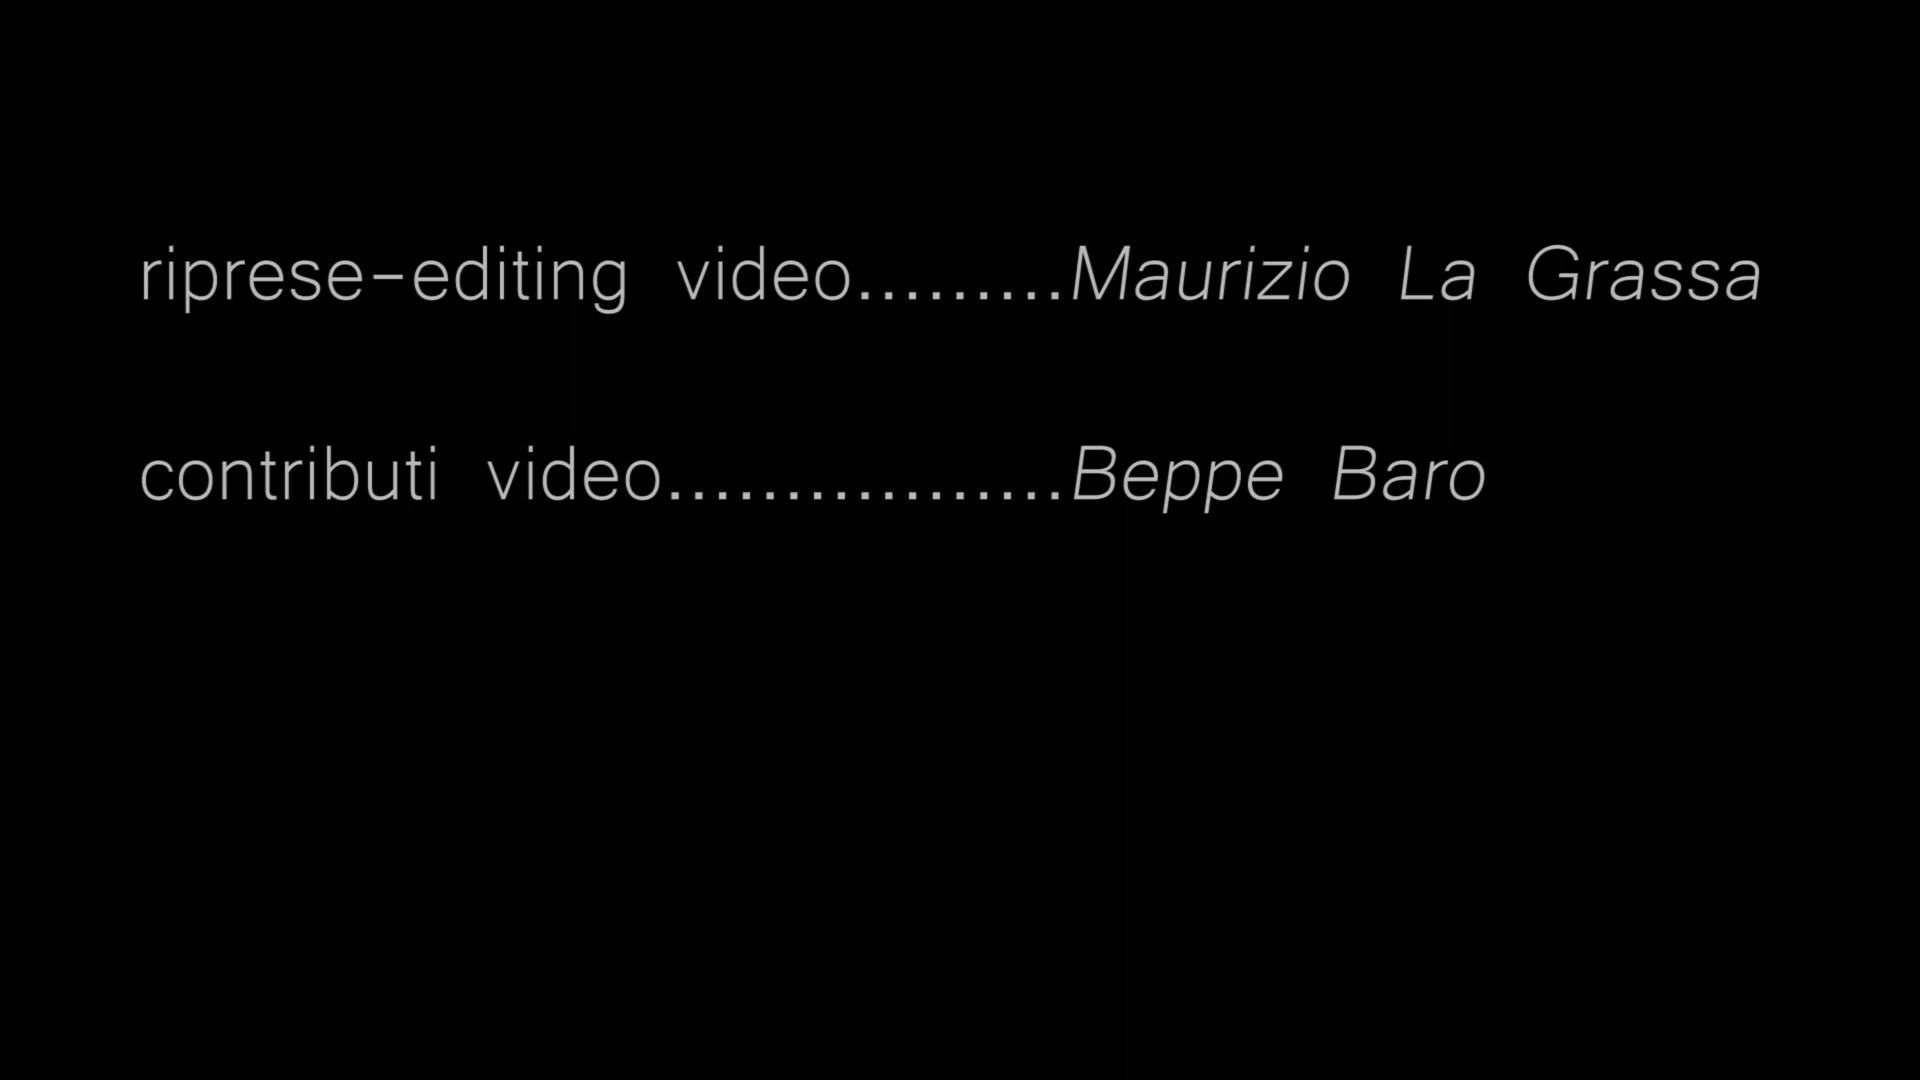 riprese-editing video.........Maurizio La Grassa
contributi video.................Beppe Baro